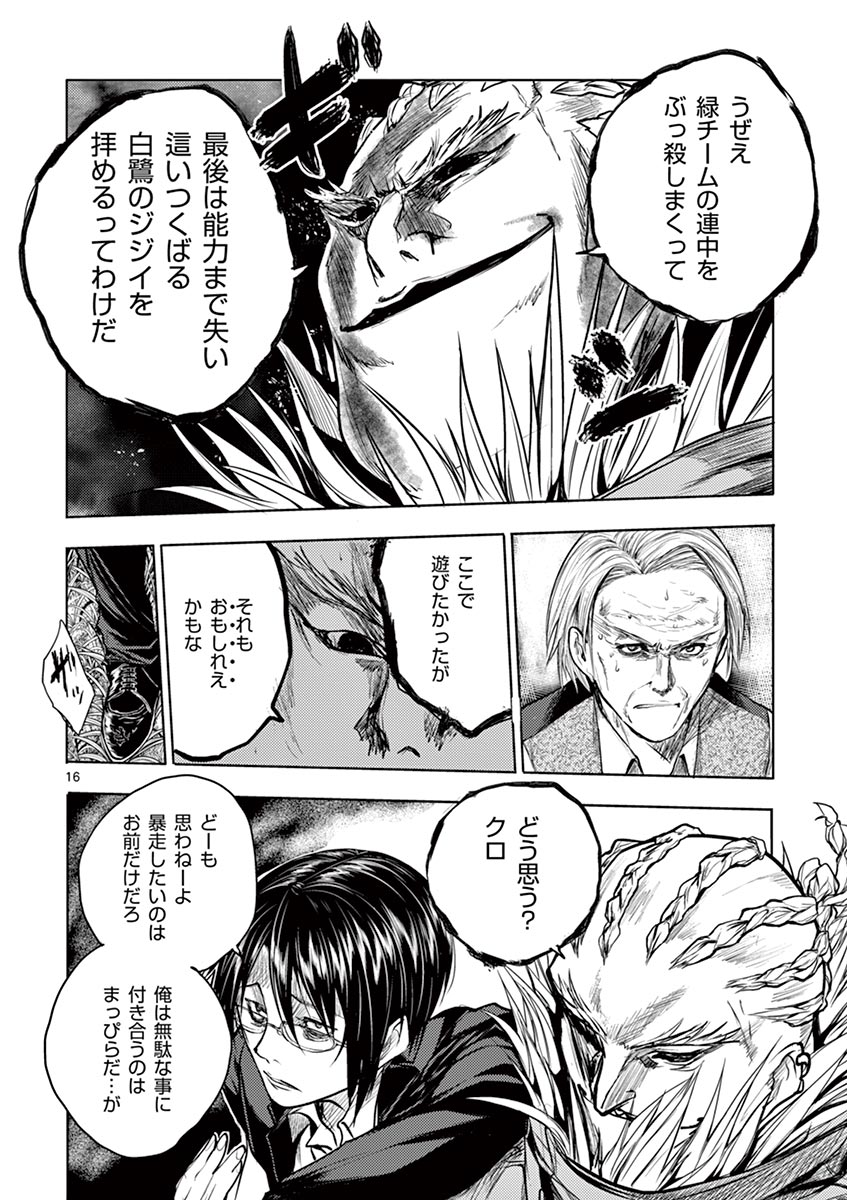 うぜえ
緑チームの連中を
ぶっ殺しまくって
ギ
最後は能力まで失い
這いつくばる
白鷺のジジイを
拝めるってわけだ
ここで
遊びたかったが
それも
おもしれえ
かもな
ザッ
16
どう思う?
クロ
どーも
思わねーよ
暴走したいのは
お前だけだろ
俺は無駄な事に
付き合うのは
まっぴらだ…が